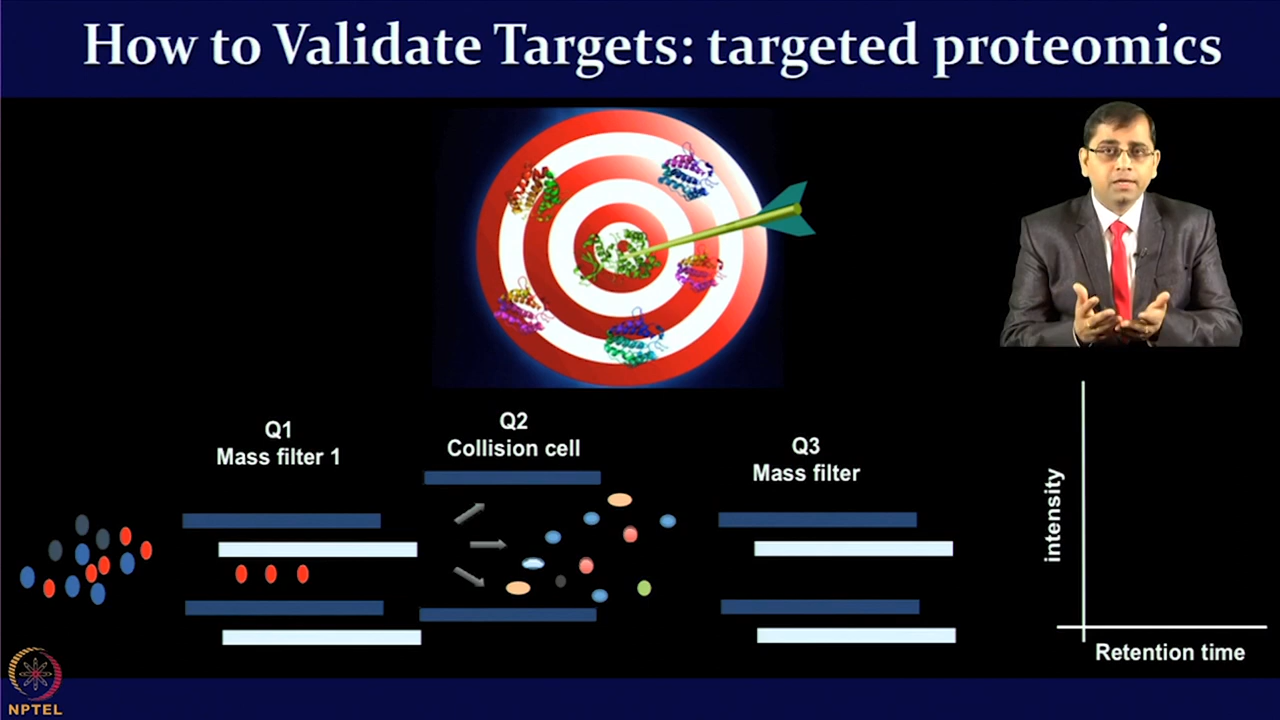 How to Validate Targets: targeted proteomics
Q1
Mass filter 1
Q2
Collision cell
Q3
Mass filter
intensity
Retention time
NPTEL